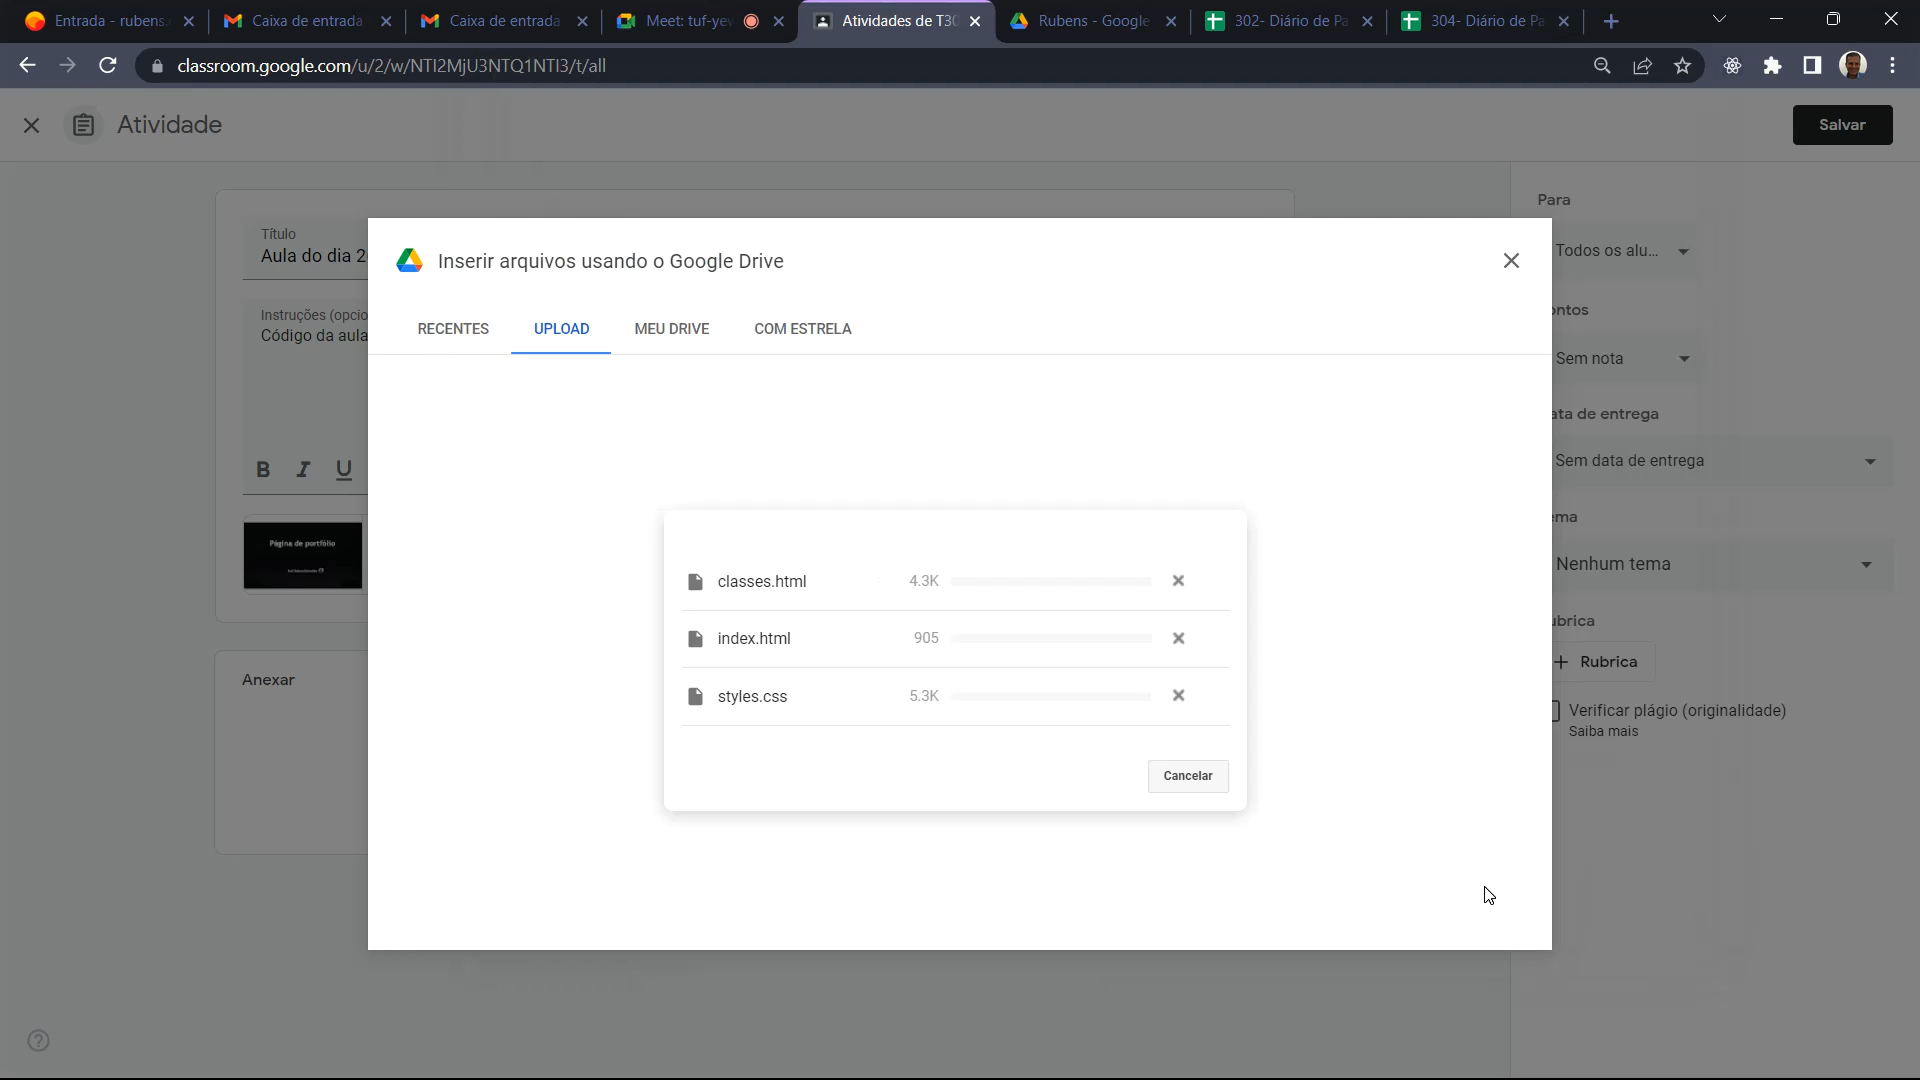 Entrada - rubens.
Caixa de entrada
Caixa de entrada
Meet: tuf-yew
Atividades de T30
Rubens - Google
302- Diário de Pa
304- Diário de Pa
classroom.google.com/u/2/w/NTI2MjU3NTQ1NTI3/t/all
Atividade
Salvar
Para
Título
Aula do dia 2
Inserir arquivos usando o Google Drive
Todos os alu...
Instruções (opcio
Código da aula
RECENTES
UPLOAD
MEU DRIVE
COM ESTRELA
ontos
Sem nota
ata de entrega
Sem data de entrega
B I U
ema
Página de portfólio
Nenhum tema
classes.html 4.3K
index.html 905
styles.css 5.3K
Cancelar
ubrica
Rubrica
Anexar
Verificar plágio (originalidade)
Saiba mais